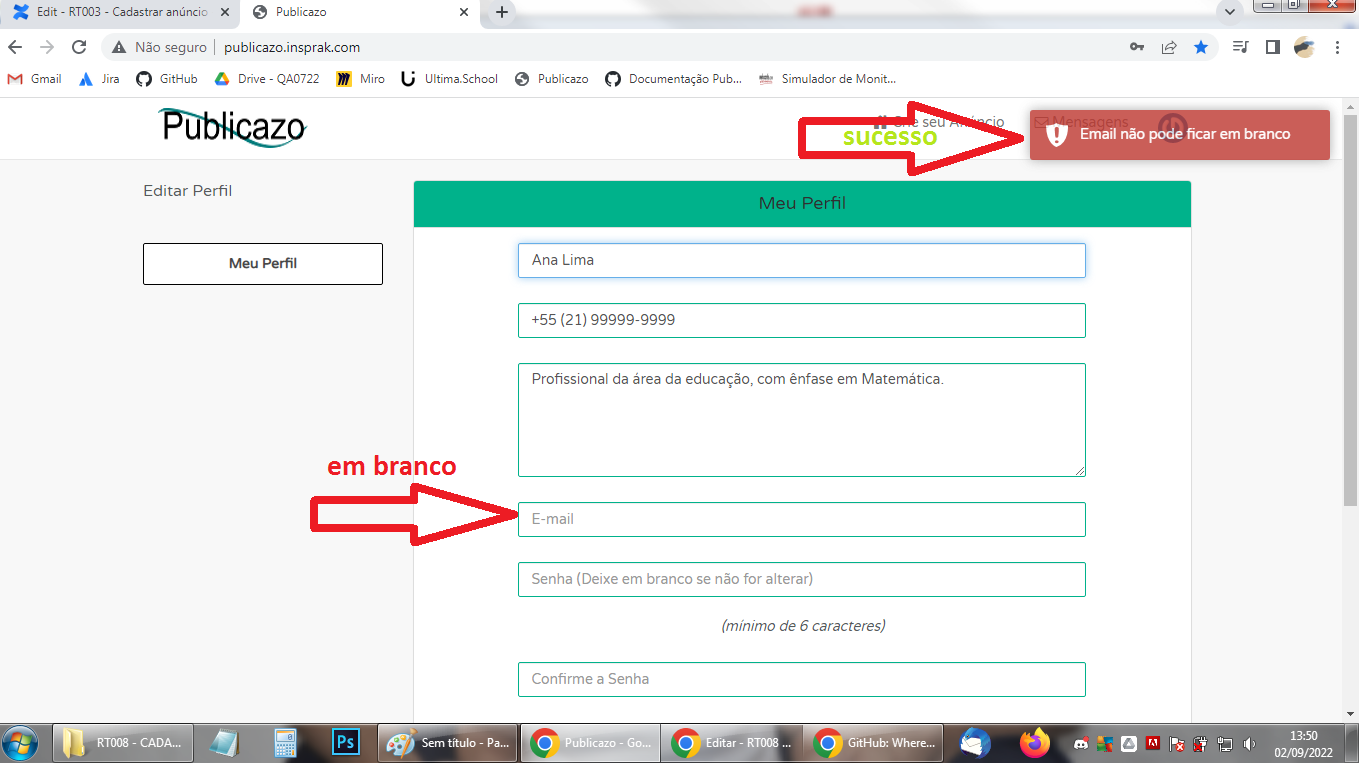 Edit - RT003 - Cadastrar anúncio
Publicazo
Não seguro
publicazo.insprak.com
Gmail
Jira
GitHub
Drive - QA0722
Miro
Ultima.School
Publicazo
Documentação Pub...
Simulador de Monit...
Publicazo
Crie seu Anúncio
Mensagens
sucesso
Email não pode ficar em branco
Editar Perfil
Meu Perfil
Meu Perfil
Ana Lima
+55 (21) 99999-9999
Profissional da área da educação, com ênfase em Matemática.
em branco
E-mail
Senha (Deixe em branco se não for alterar)
(mínimo de 6 caracteres)
Confirme a Senha
RT008 - CADA...
Ps
Sem título - Pa...
Publicazo - Go...
Editar - RT008 ...
GitHub: Where...
13:50
02/09/2022